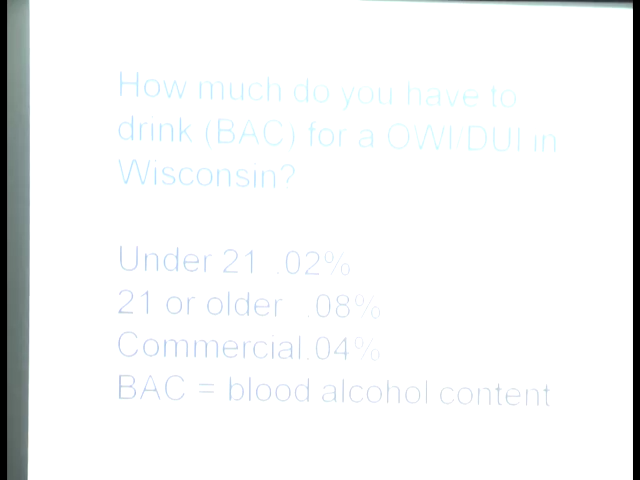 How much do you have to
drink (BAC) for a OWI/DUI in
Wisconsin?
Under 21 .02%
21 or older .08%
Commercial .04%
BAC = blood alcohol content